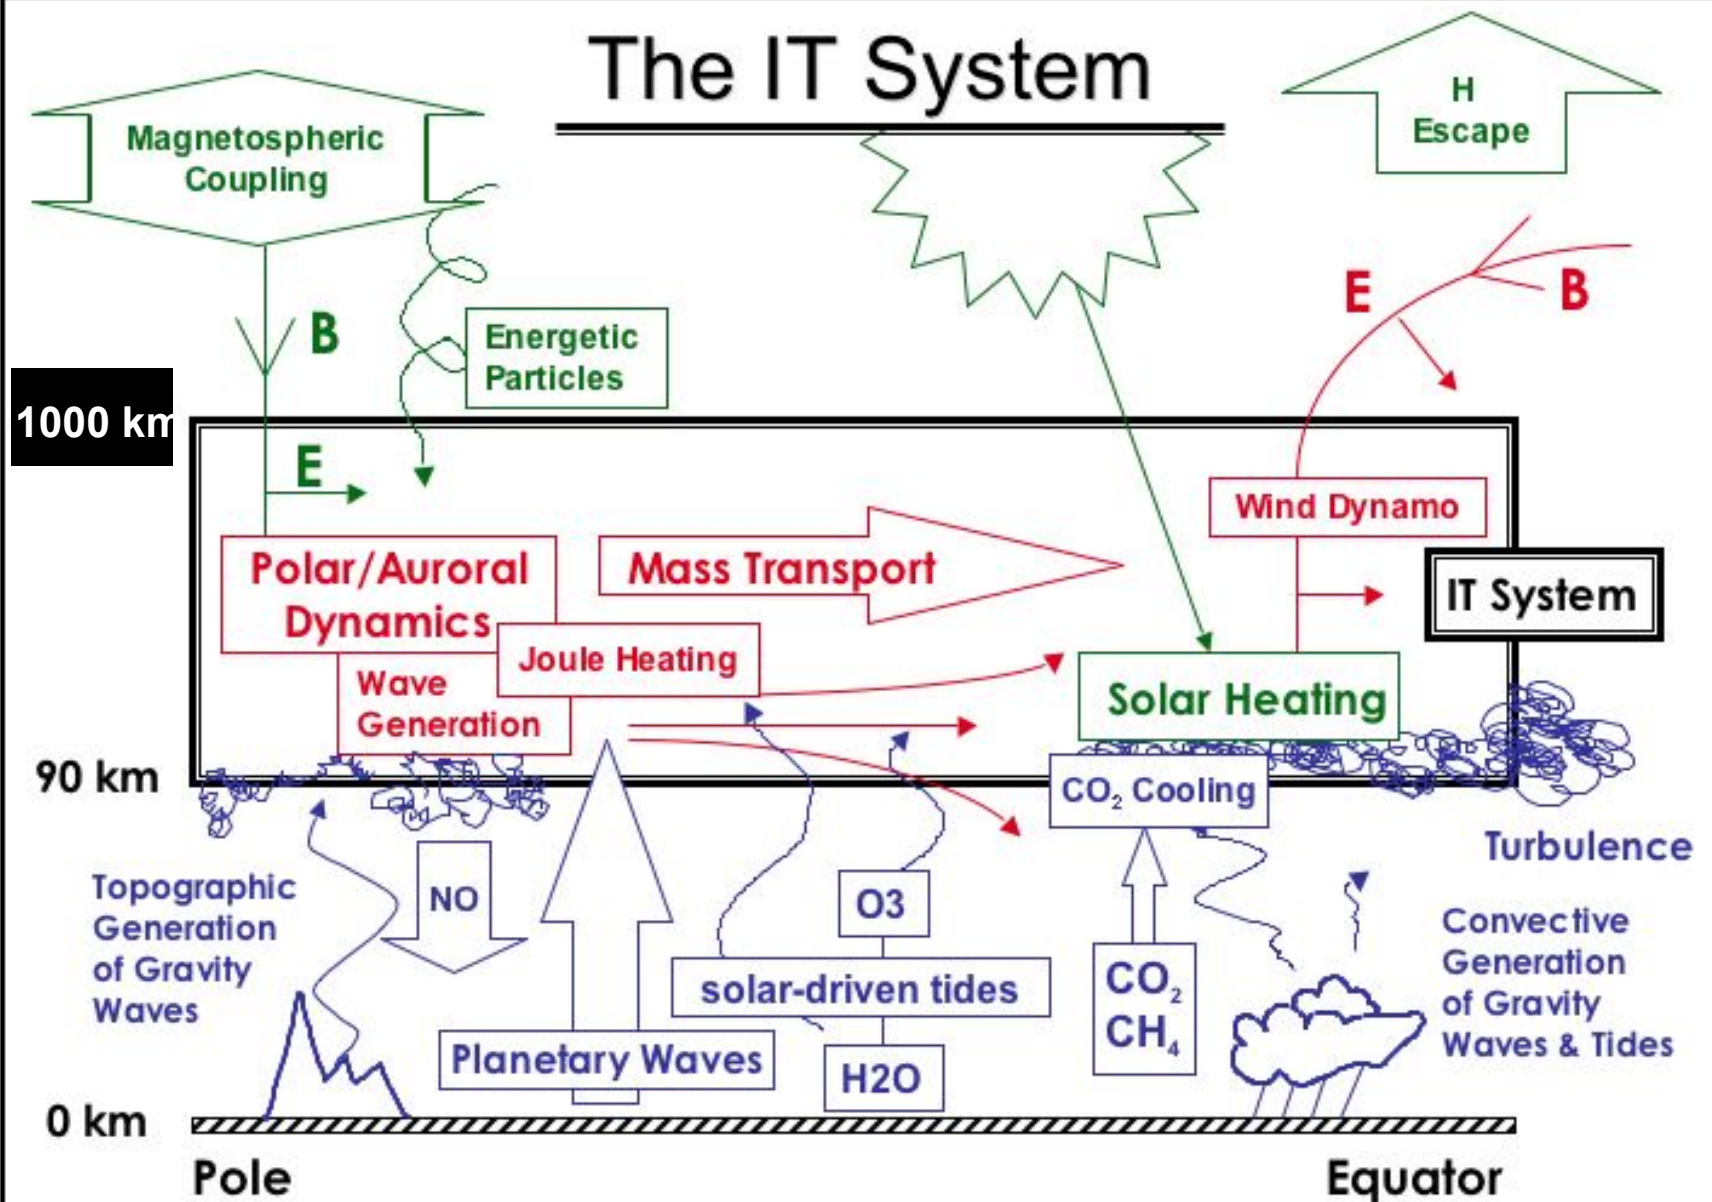 The IT System
H
Escape
Magnetospheric
Coupling
E
B
B
Energetic
Particles
1000 km
E
Wind Dynamo
Polar/Auroral
Dynamics
Mass Transport
IT System
Joule Heating
Wave
Generation
Solar Heating
90 km
CO₂ Cooling
Turbulence
Topographic
Generation
of Gravity
Waves
NO
O3
Convective
Generation
of Gravity
Waves & Tides
solar-driven tides
CO₂
CH₄
Planetary Waves
H2O
0 km
Pole
Equator